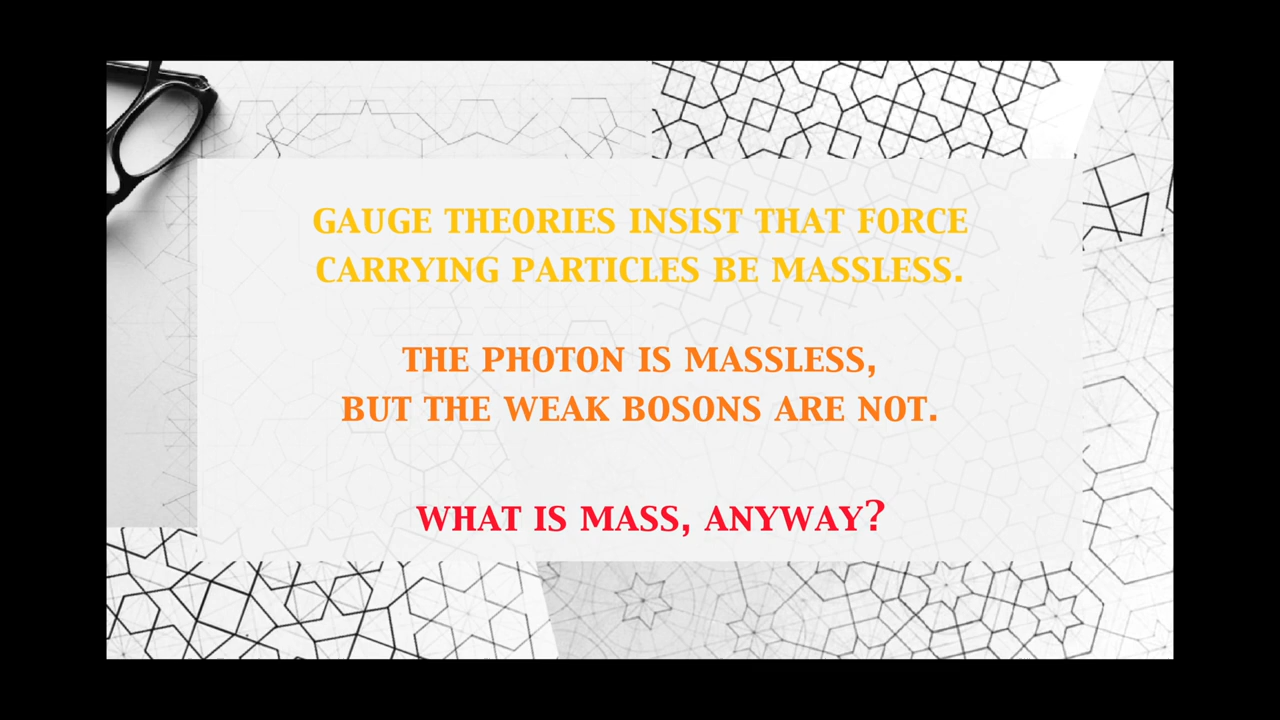 GAUGE THEORIES INSIST THAT FORCE
CARRYING PARTICLES BE MASSLESS.
THE PHOTON IS MASSLESS,
BUT THE WEAK BOSONS ARE NOT.
WHAT IS MASS, ANYWAY?